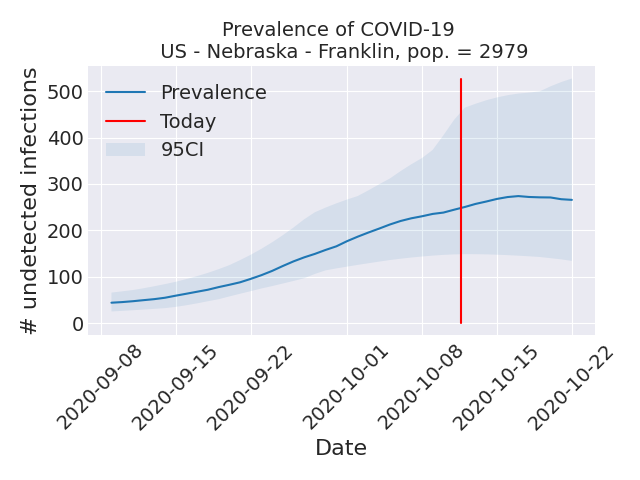 Prevalence of COVID-19
US - Nebraska - Franklin, pop. = 2979
# undetected infections
500
400
300
200
100
0
Prevalence
Today
95CI
2020-09-08
2020-09-15
2020-09-22
2020-10-01
2020-10-08
2020-10-15
2020-10-22
Date